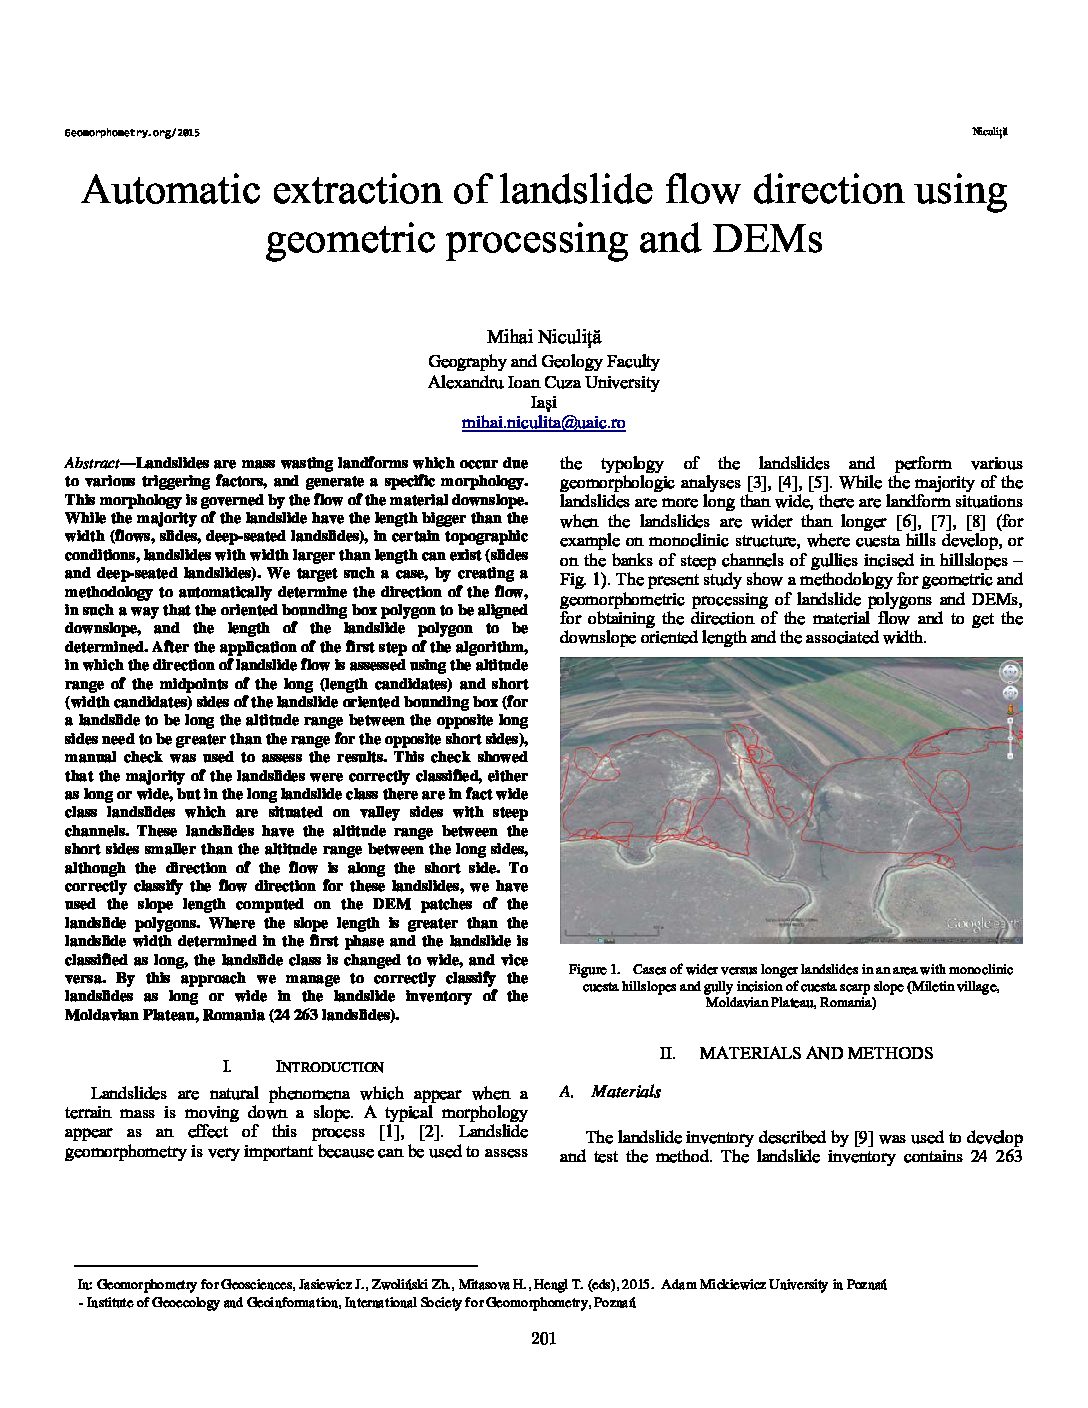 Geomorphometry.org/2015
Niculiță
Automatic extraction of landslide flow direction using
geometric processing and DEMs
Mihai Niculiță
Geography and Geology Faculty
Alexandru Ioan Cuza University
Iași
mihai.niculita@uaic.ro
Abstract—Landslides are mass wasting landforms which occur due
to various triggering factors, and generate a specific morphology.
This morphology is governed by the flow of the material downslope.
While the majority of the landslide have the length bigger than the
width (flows, slides, deep-seated landslides), in certain topographic
conditions, landslides with width larger than length can exist (slides
and deep-seated landslides). We target such a case, by creating a
methodology to automatically determine the direction of the flow,
in such a way that the oriented bounding box polygon to be aligned
downslope, and the length of the landslide polygon to be
determined. After the application of the first step of the algorithm,
in which the direction of landslide flow is assessed using the altitude
range of the midpoints of the long (length candidates) and short
(width candidates) sides of the landslide oriented bounding box (for
a landslide to be long the altitude range between the opposite long
sides need to be greater than the range for the opposite short sides),
manual check was used to assess the results. This check showed
that the majority of the landslides were correctly classified, either
as long or wide, but in the long landslide class there are in fact wide
class landslides which are situated on valley sides with steep
channels. These landslides have the altitude range between the
short sides smaller than the altitude range between the long sides,
although the direction of the flow is along the short side. To
correctly classify the flow direction for these landslides, we have
used the slope length computed on the DEM patches of the
landslide polygons. Where the slope length is greater than the
landslide width determined in the first phase and the landslide is
classified as long, the landslide class is changed to wide, and vice
versa. By this approach we manage to correctly classify the
landslides as long or wide in the landslide inventory of the
Moldavian Plateau, Romania (24 263 landslides).
I. INTRODUCTION
Landslides are natural phenomena which appear when a
terrain mass is moving down a slope. A typical morphology
appear as an effect of this process [1], [2]. Landslide
geomorphometry is very important because can be used to assess
the typology of the landslides and perform various
geomorphologic analyses [3], [4], [5]. While the majority of the
landslides are more long than wide, there are landform situations
when the landslides are wider than longer [6], [7], [8] (for
example on monoclinic structure, where cuesta hills develop, or
on the banks of steep channels of gullies incised in hillslopes –
Fig. 1). The present study show a methodology for geometric and
geomorphometric processing of landslide polygons and DEMs,
for obtaining the direction of the material flow and to get the
downslope oriented length and the associated width.
Google earth
Figure 1. Cases of wider versus longer landslides in an area with monoclinic
cuesta hillslopes and gully incision of cuesta scarp slope (Miletin village,
Moldavian Plateau, Romania)
II. MATERIALS AND METHODS
A. Materials
The landslide inventory described by [9] was used to develop
and test the method. The landslide inventory contains 24 263
In: Geomorphometry for Geosciences, Jasiewicz J., Zwoliński Zb., Mitasova H., Hengl T. (eds), 2015. Adam Mickiewicz University in Poznań
- Institute of Geoecology and Geoinformation, International Society for Geomorphometry, Poznań
201